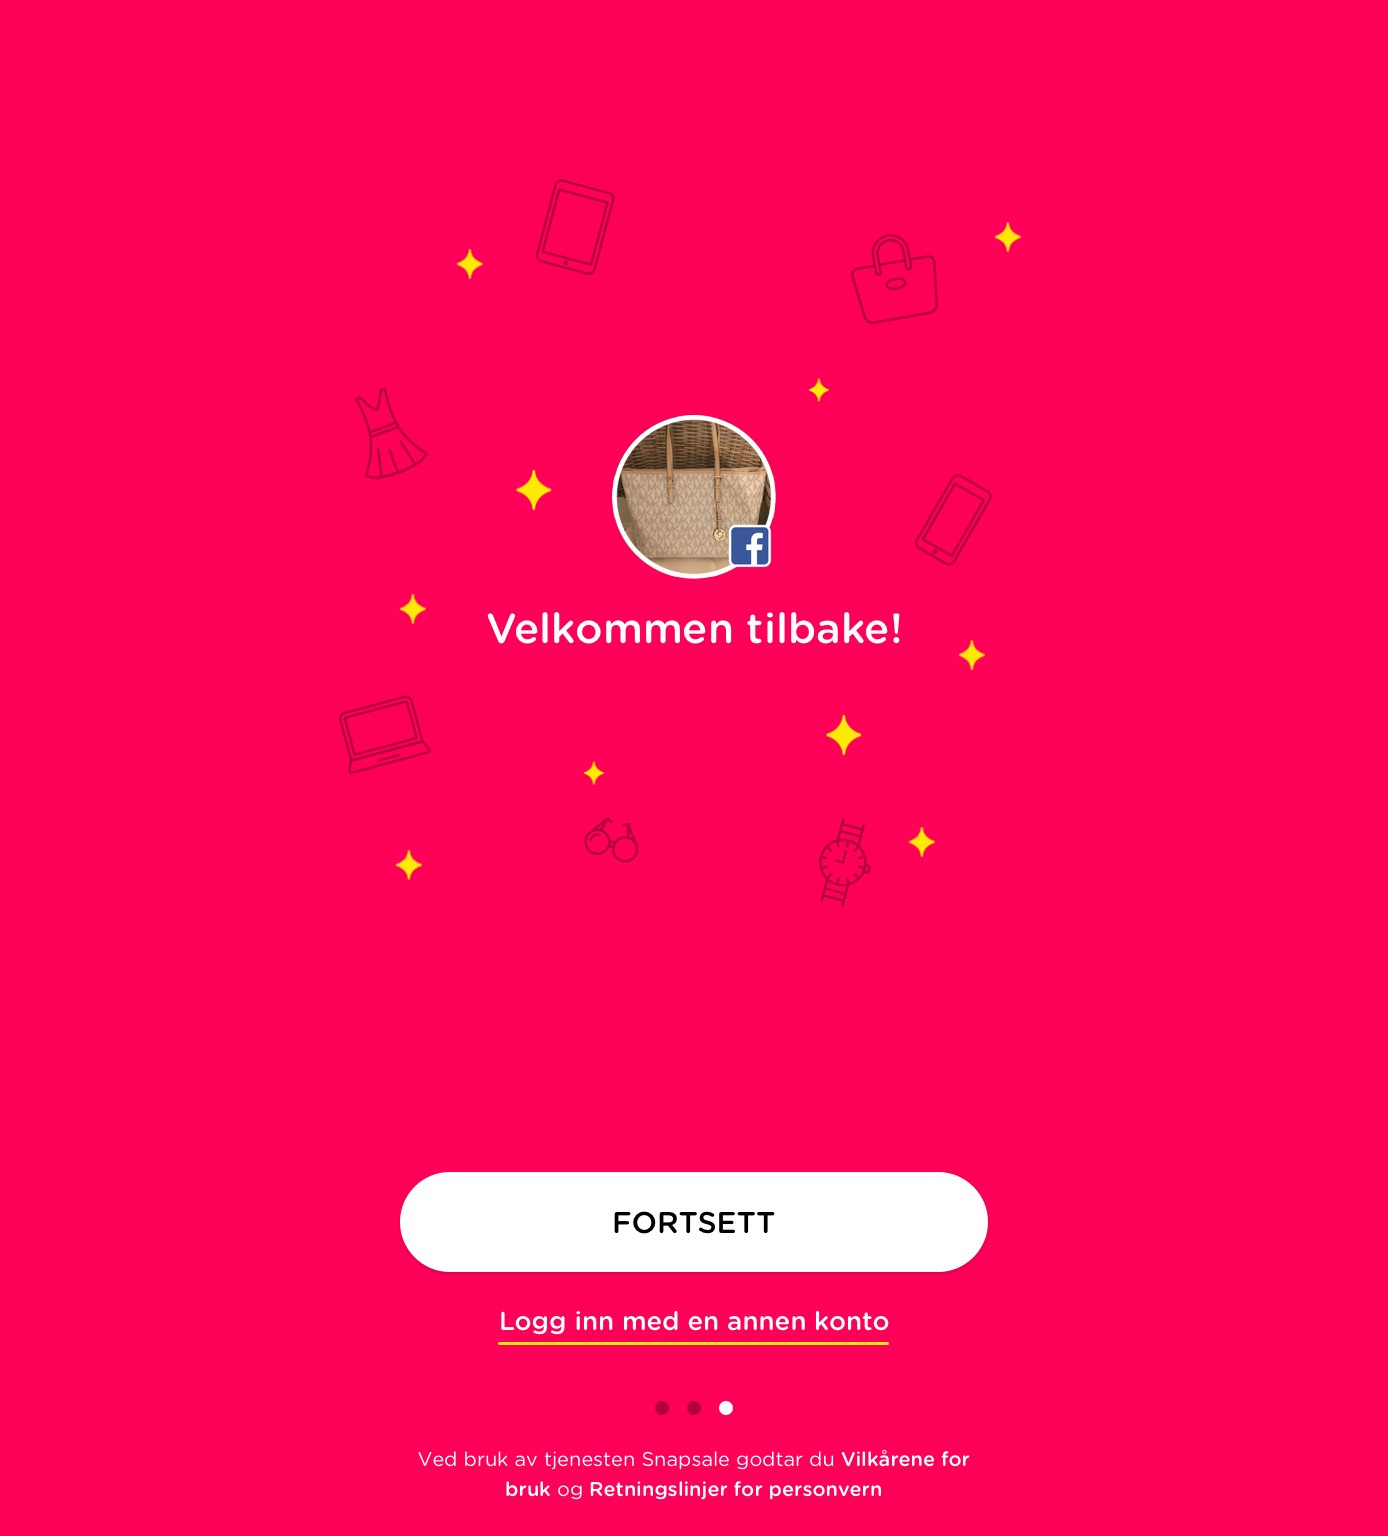 Velkommen tilbake!
FORTSETT
Logg inn med en annen konto
Ved bruk av tjenesten Snapsale godtar du Vilkårene for
bruk og Retningslinjer for personvern